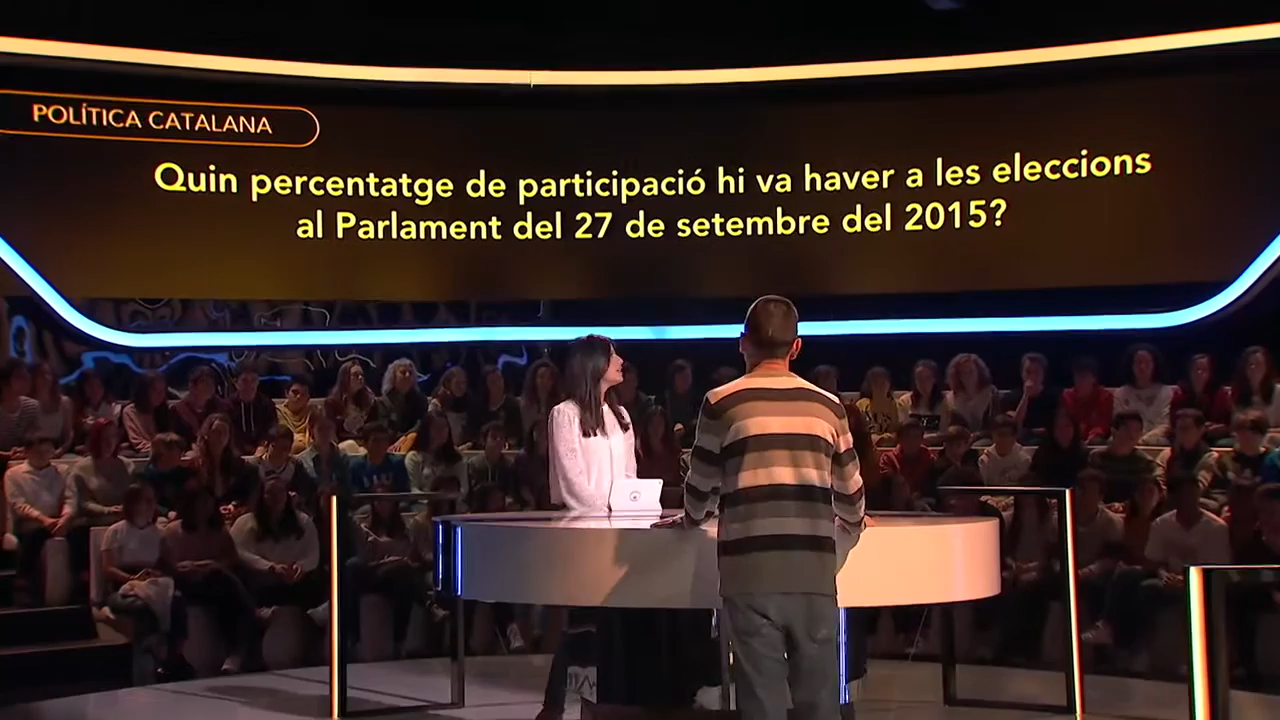 POLÍTICA CATALANA
Quin percentatge de participació hi va haver a les eleccions
al Parlament del 27 de setembre del 2015?